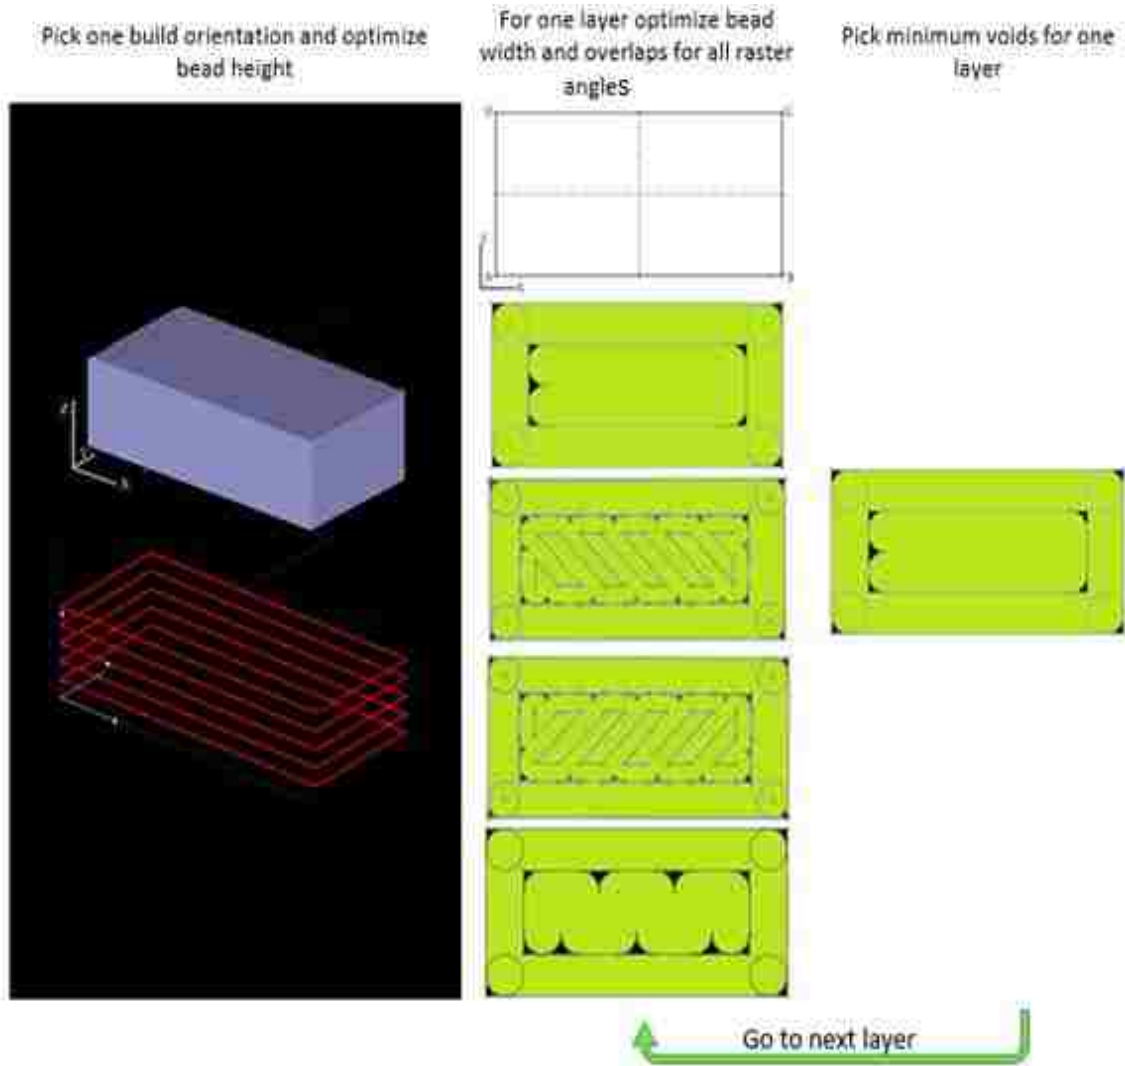 Pick one build orientation and optimize
bead height
For one layer optimize bead
width and overlaps for all raster
angles
Pick minimum voids for one
layer
Go to next layer